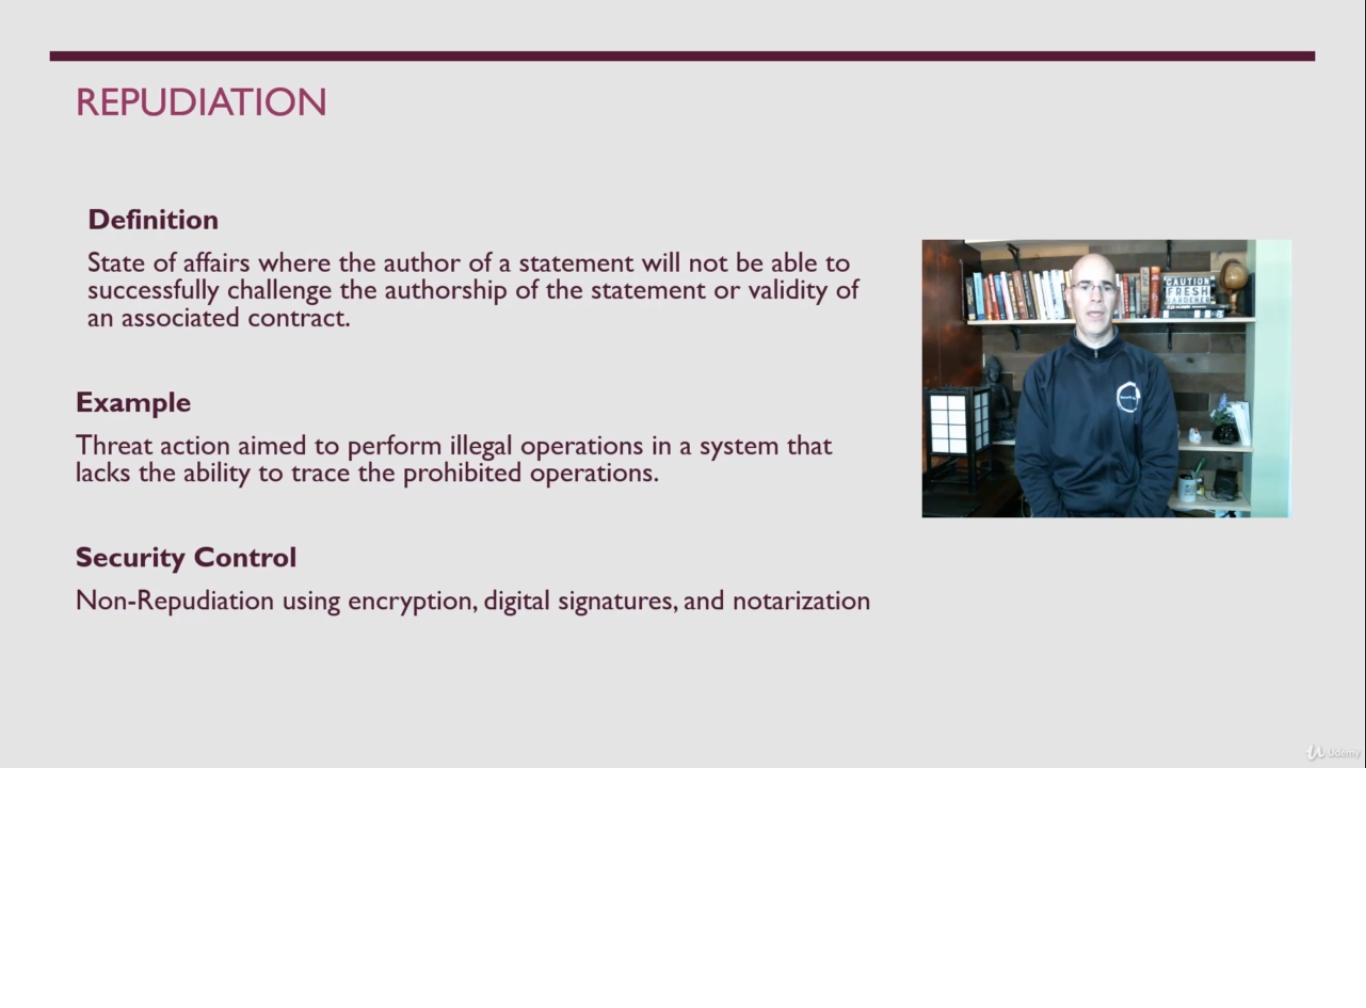 REPUDIATION
Definition
State of affairs where the author of a statement will not be able to
successfully challenge the authorship of the statement or validity of
an associated contract.
Example
Threat action aimed to perform illegal operations in a system that
lacks the ability to trace the prohibited operations.
Security Control
Non-Repudiation using encryption, digital signatures, and notarization
CAUTION
FRESH
GARDENER
Udemy